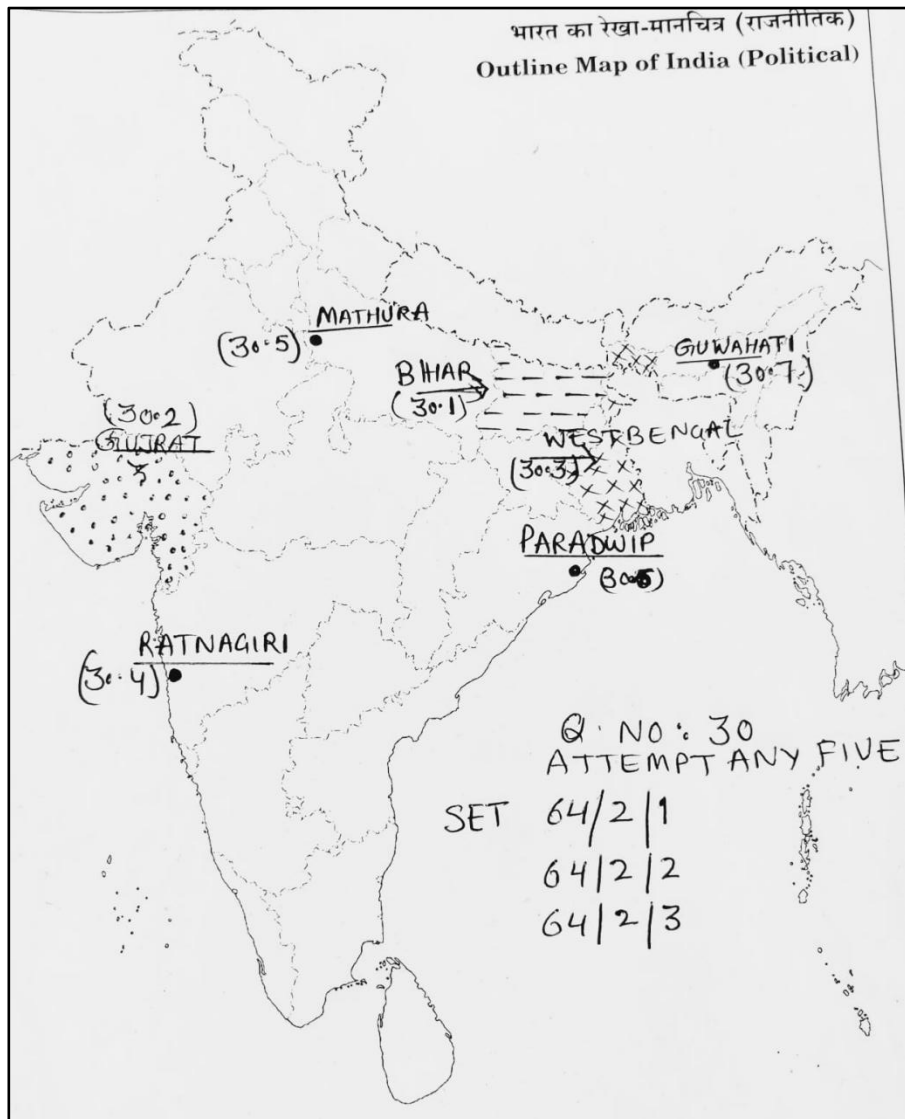 भारत का रेखा-मानचित्र (राजनीतिक)
Outline Map of India (Political)
MATHURA
(30.5)
GUWAHATI
(30.7)
BIHAR
(30.1)
(30.2)
GUJRAT
WESTBENGAL
(30.3)
PARADWIP
RATNAGIRI
(30.4)
Q. NO: 30
ATTEMPT ANY FIVE
SET 64/2/1
64/2/2
64/2/3